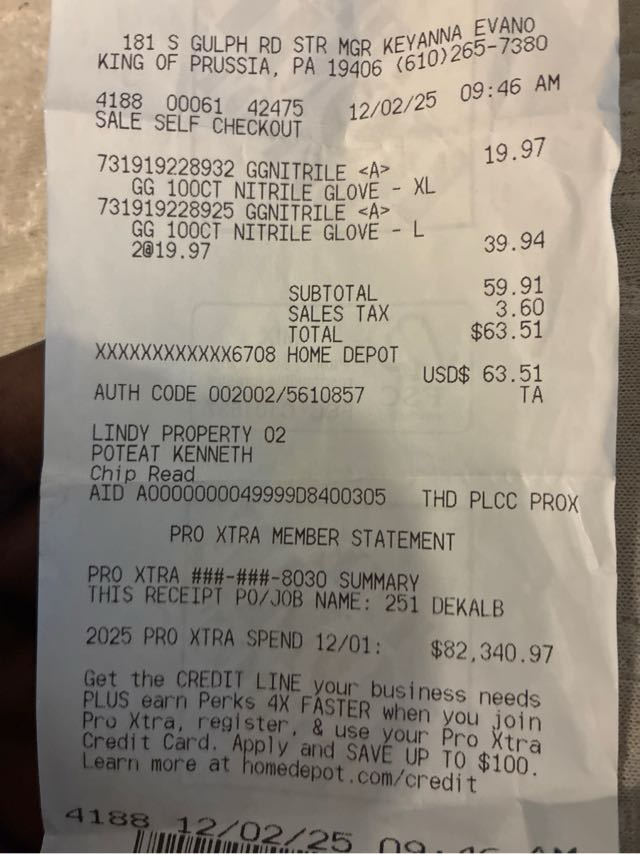 181 S GULPH RD STR MGR KEYANNA EVANO
KING OF PRUSSIA, PA 19406 (610)265-7380
4188 00061 42475 12/02/25 09:46 AM
SALE SELF CHECKOUT
731919228932 GGNITRILE <A> 19.97
GG 100CT NITRILE GLOVE - XL
731919228925 GGNITRILE <A>
GG 100CT NITRILE GLOVE - L
2@19.97 39.94
SUBTOTAL 59.91
SALES TAX 3.60
TOTAL $63.51
XXXXXXXXXXXX6708 HOME DEPOT
USD$ 63.51
AUTH CODE 002002/5610857 TA
LINDY PROPERTY 02
POTEAT KENNETH
Chip Read
AID A0000000049999D8400305 THD PLCC PROX
PRO XTRA MEMBER STATEMENT
PRO XTRA ###-###-8030 SUMMARY
THIS RECEIPT PO/JOB NAME: 251 DEKALB
2025 PRO XTRA SPEND 12/01: $82,340.97
Get the CREDIT LINE your business needs
PLUS earn Perks 4X FASTER when you join
Pro Xtra, register, & use your Pro Xtra
Credit Card. Apply and SAVE UP TO $100.
Learn more at homedepot.com/credit
4188 12/02/25 09:46 AM